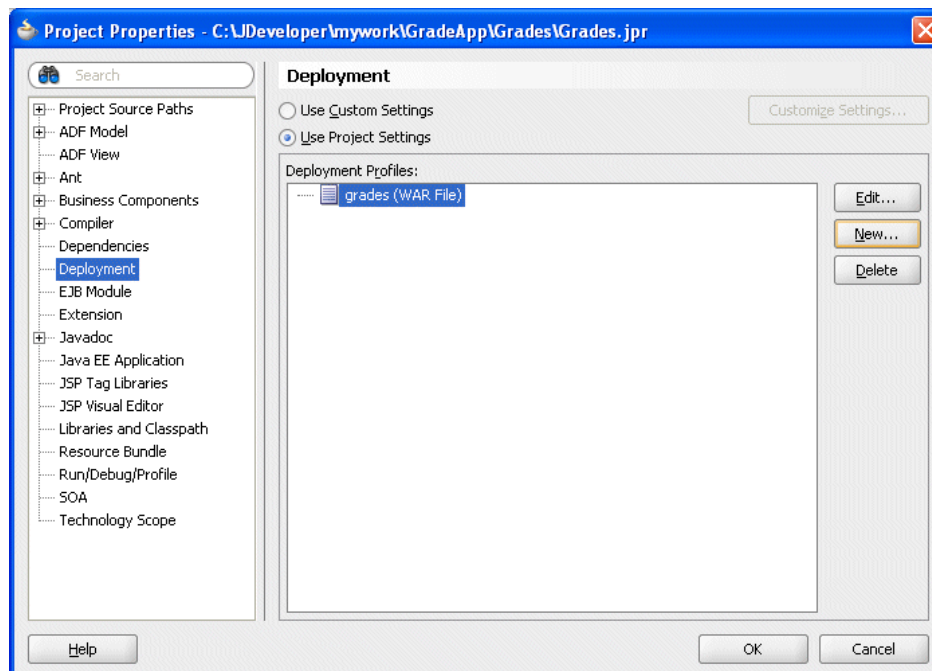 Project Properties - C:\JDeveloper\mywork\GradeApp\Grades\Grades.jpr
Search
Project Source Paths
ADF Model
ADF View
Ant
Business Components
Compiler
Dependencies
Deployment
EJB Module
Extension
Javadoc
Java EE Application
JSP Tag Libraries
JSP Visual Editor
Libraries and Classpath
Resource Bundle
Run/Debug/Profile
SOA
Technology Scope
Deployment
Use Custom Settings
Customize Settings...
Use Project Settings
Deployment Profiles:
grades (WAR File)
Edit...
New...
Delete
Help
OK
Cancel